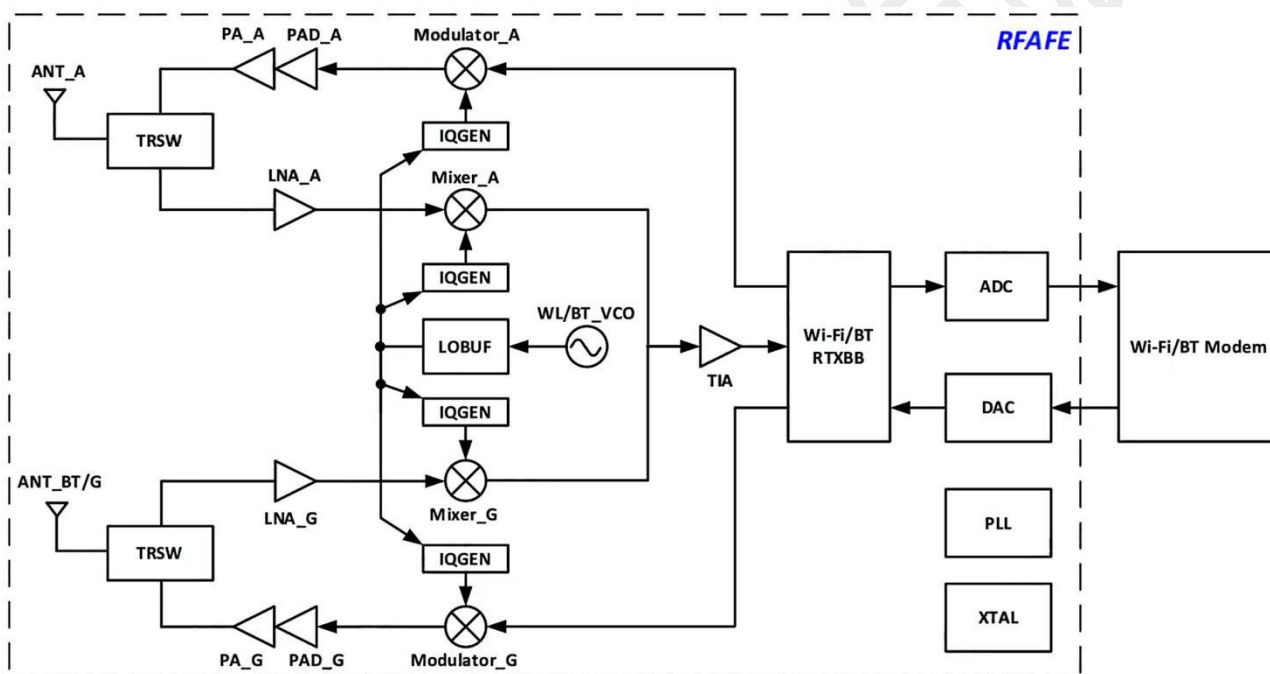 RFAFE
PA_A
PAD_A
Modulator_A
ANT_A
TRSW
IQGEN
LNA_A
Mixer_A
IQGEN
WL/BT_VCO
LOBUF
TIA
Wi-Fi/BT
RTXBB
ADC
Wi-Fi/BT Modem
DAC
IQGEN
ANT_BT/G
LNA_G
Mixer_G
PLL
TRSW
IQGEN
XTAL
PA_G
PAD_G
Modulator_G